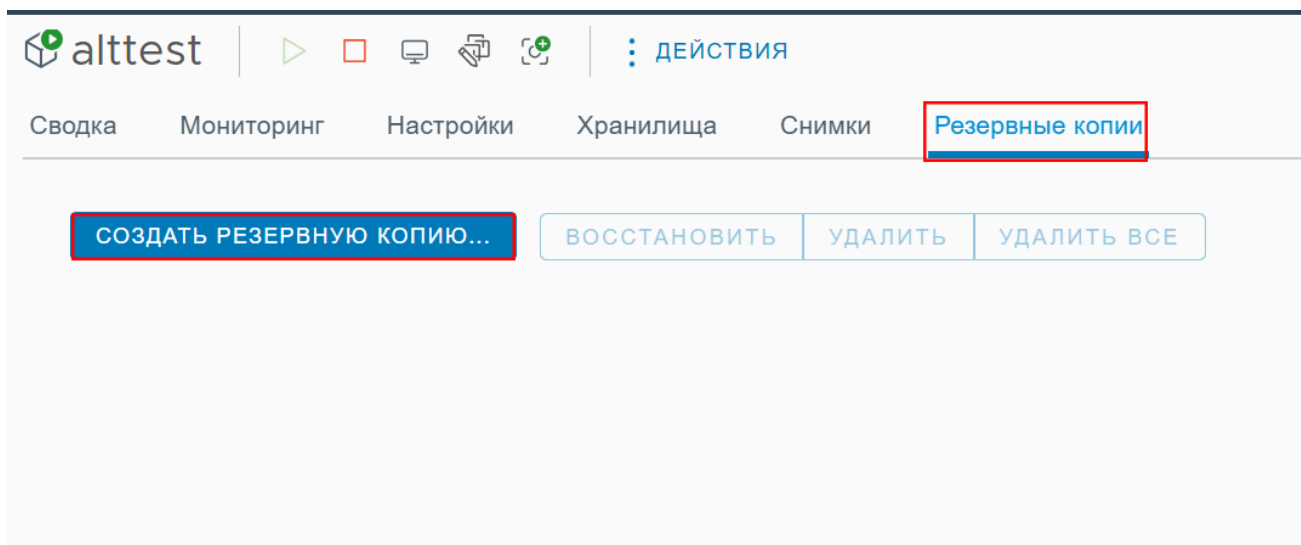 alttest
ДЕЙСТВИЯ
Сводка Мониторинг Настройки Хранилища Снимки Резервные копии
СОЗДАТЬ РЕЗЕРВНУЮ КОПИЮ... ВОССТАНОВИТЬ УДАЛИТЬ УДАЛИТЬ ВСЕ